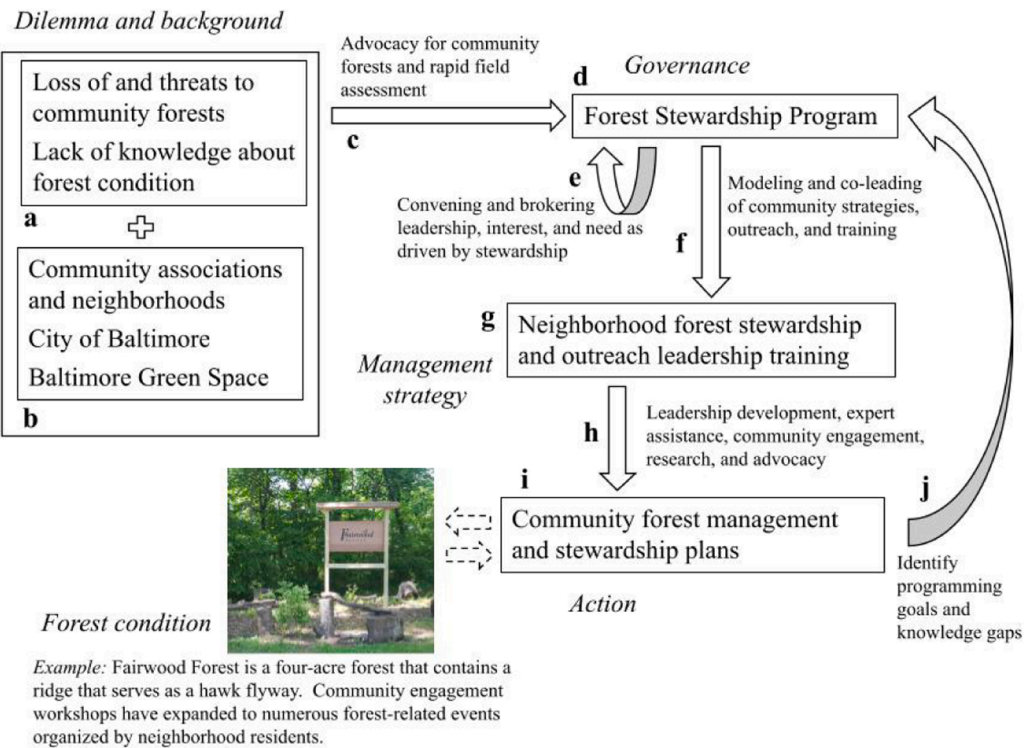 Dilemma and background
Loss of and threats to
community forests
Lack of knowledge about
forest condition
a
Community associations
and neighborhoods
City of Baltimore
Baltimore Green Space
b
Advocacy for community
forests and rapid field
assessment
c
Governance
d
Forest Stewardship Program
e
Convening and brokering
leadership, interest, and need as
driven by stewardship
f
Modeling and co-leading
of community strategies,
outreach, and training
g
Neighborhood forest stewardship
and outreach leadership training
Management
strategy
h
Leadership development, expert
assistance, community engagement,
research, and advocacy
i
Community forest management
and stewardship plans
Action
j
Identify
programming
goals and
knowledge gaps
Forest condition
Example: Fairwood Forest is a four-acre forest that contains a
ridge that serves as a hawk flyway. Community engagement
workshops have expanded to numerous forest-related events
organized by neighborhood residents.